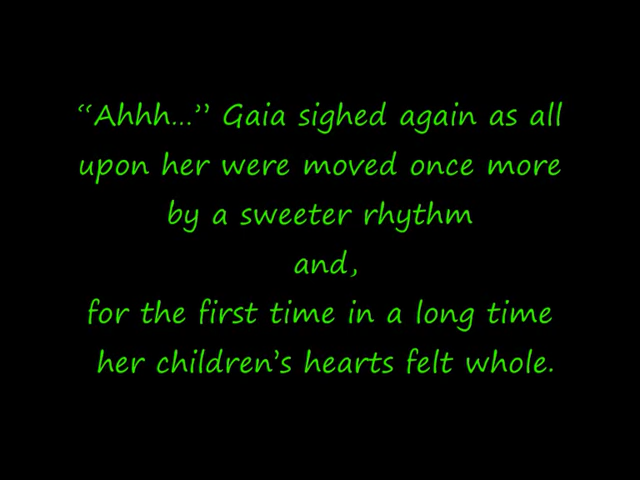 “Ahhh...” Gaia sighed again as all
upon her were moved once more
by a sweeter rhythm
and,
for the first time in a long time
her children’s hearts felt whole.